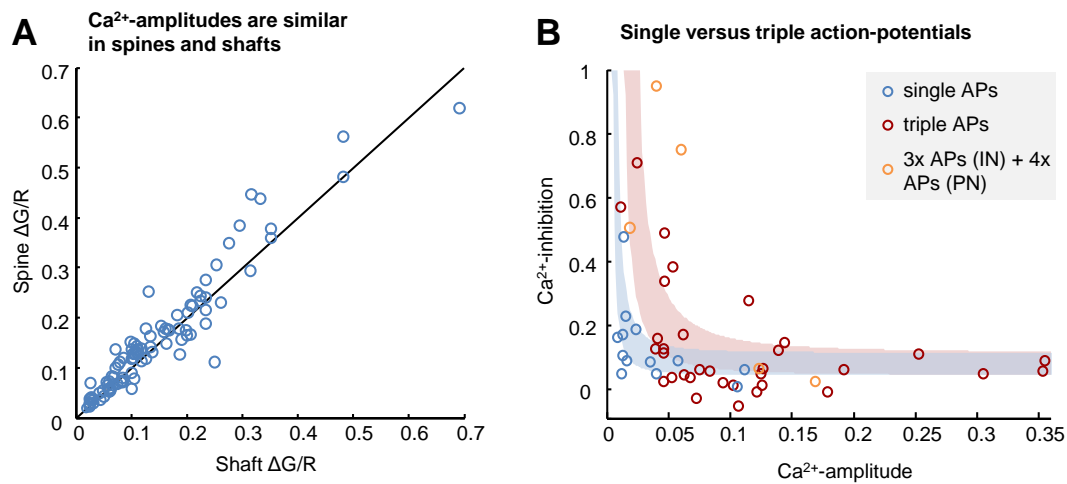 A
Ca²⁺-amplitudes are similar
in spines and shafts
0.7
0.6
0.5
0.4
0.3
0.2
0.1
0
Spine ΔG/R
0
0.1
0.2
0.3
0.4
0.5
0.6
0.7
Shaft ΔG/R
B
Single versus triple action-potentials
1
0.8
0.6
0.4
0.2
0
Ca²⁺-inhibition
single APs
triple APs
3x APs (IN) + 4x
APs (PN)
0
0.05
0.1
0.15
0.2
0.25
0.3
0.35
Ca²⁺-amplitude